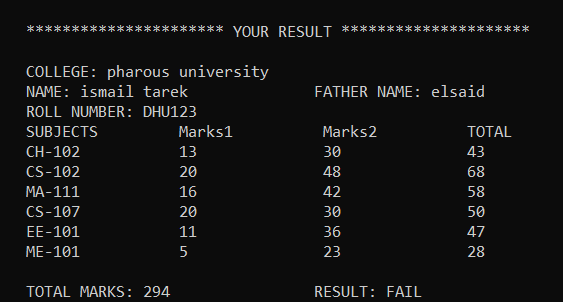 ********************** YOUR RESULT *********************
COLLEGE: pharous university
NAME: ismail tarek FATHER NAME: elsaid
ROLL NUMBER: DHU123
SUBJECTS Marks1 Marks2 TOTAL
CH-102 13 30 43
CS-102 20 48 68
MA-111 16 42 58
CS-107 20 30 50
EE-101 11 36 47
ME-101 5 23 28
TOTAL MARKS: 294 RESULT: FAIL